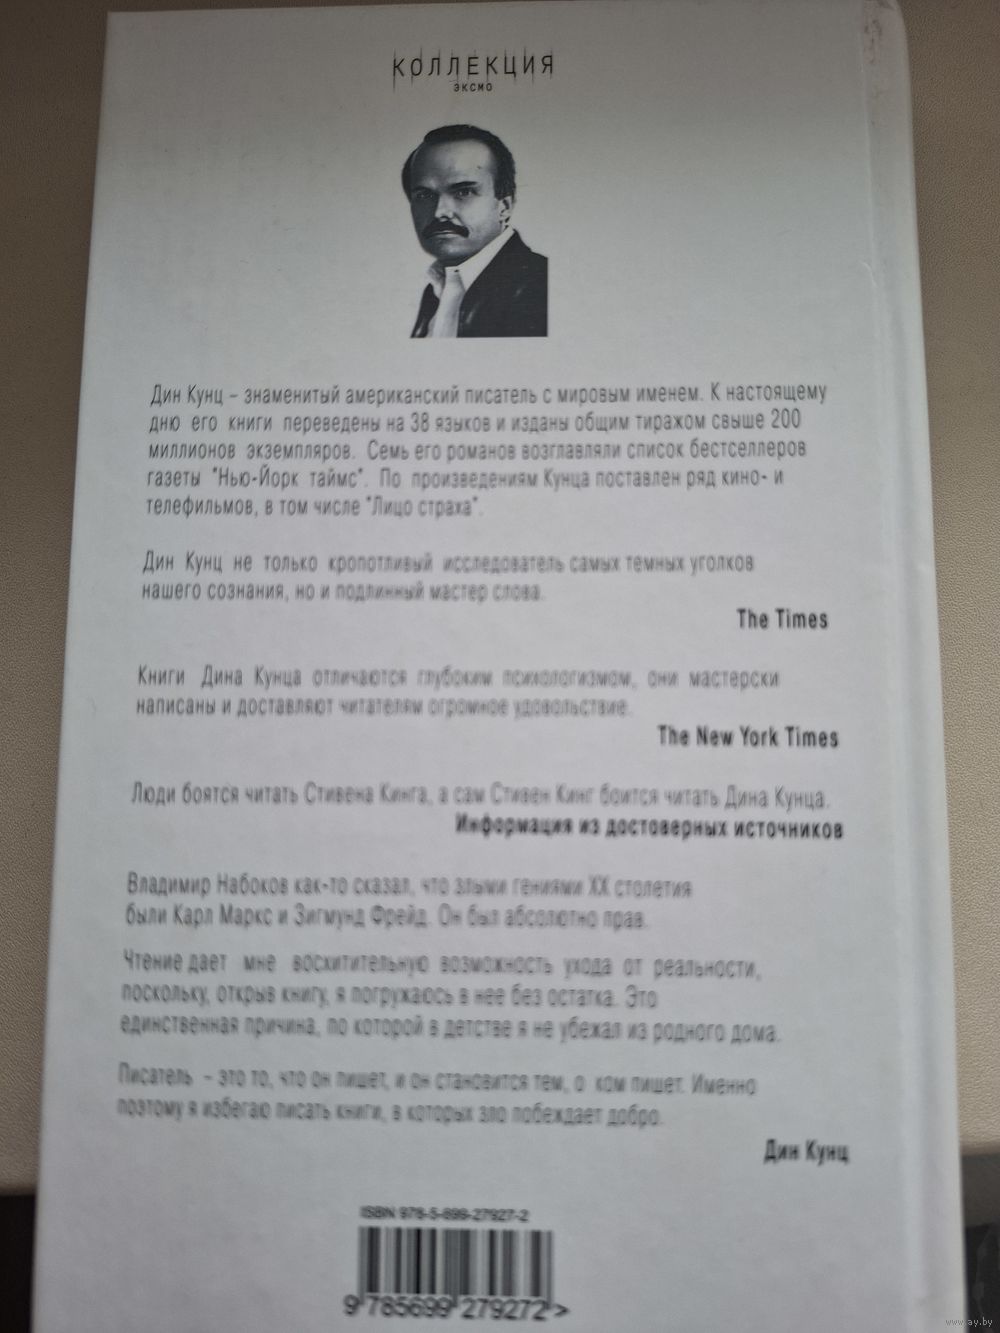 КОЛЛЕКЦИЯ
ЭКСМО
Дин Кунц – знаменитый американский писатель с мировым именем. К настоящему
дню его книги переведены на 38 языков и изданы общим тиражом свыше 200
миллионов экземпляров. Семь его романов возглавляли список бестселлеров
газеты "Нью-Йорк таймс". По произведениям Кунца поставлен ряд кино- и
телефильмов, в том числе "Лицо страха".
Дин Кунц не только кропотливый исследователь самых темных уголков
нашего сознания, но и подлинный мастер слова.
The Times
Книги Дина Кунца отличаются глубоким психологизмом, они мастерски
написаны и доставляют читателям огромное удовольствие.
The New York Times
Люди боятся читать Стивена Кинга, а сам Стивен Кинг боится читать Дина Кунца.
Информация из достоверных источников
Владимир Набоков как-то сказал, что злыми гениями XX столетия
были Карл Маркс и Зигмунд Фрейд. Он был абсолютно прав.
Чтение дает мне восхитительную возможность ухода от реальности,
поскольку, открыв книгу, я погружаюсь в нее без остатка. Это
единственная причина, по которой в детстве я не убежал из родного дома.
Писатель – это то, что он пишет, и он становится тем, о ком пишет. Именно
поэтому я избегаю писать книги, в которых зло побеждает добро.
Дин Кунц
ISBN 978-5-699-27927-2
9 785699 279272 >
www.ay.by